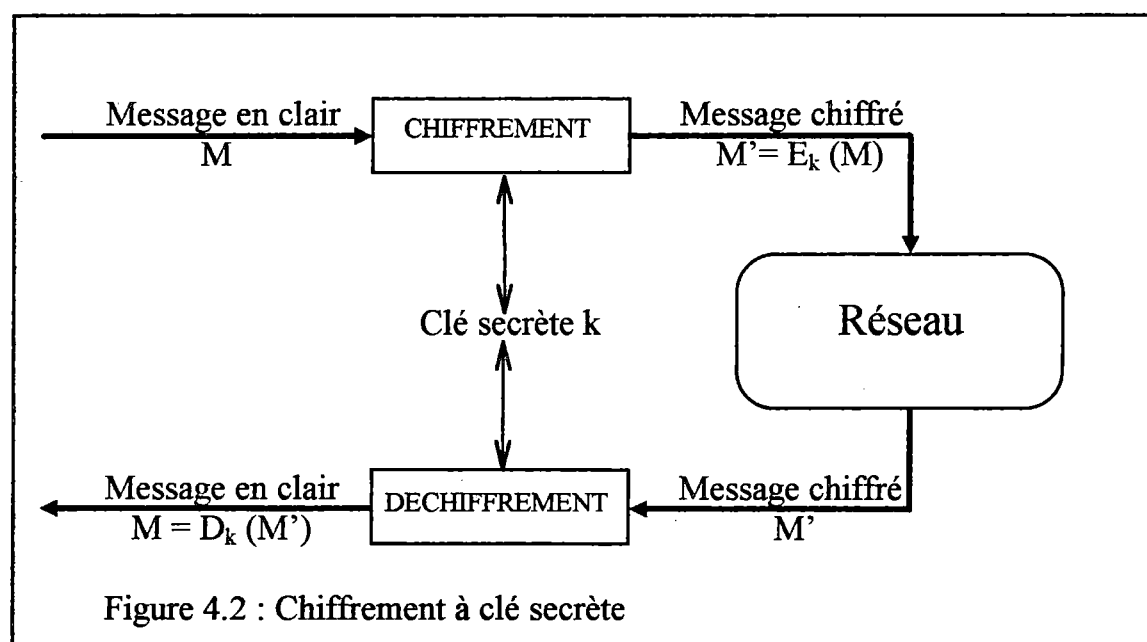 Message en clair
M
CHIFFREMENT
Message chiffré
M’= Ek (M)
Clé secrète k
Réseau
Message en clair
M = Dk (M’)
DECHIFFREMENT
Message chiffré
M’
Figure 4.2 : Chiffrement à clé secrète